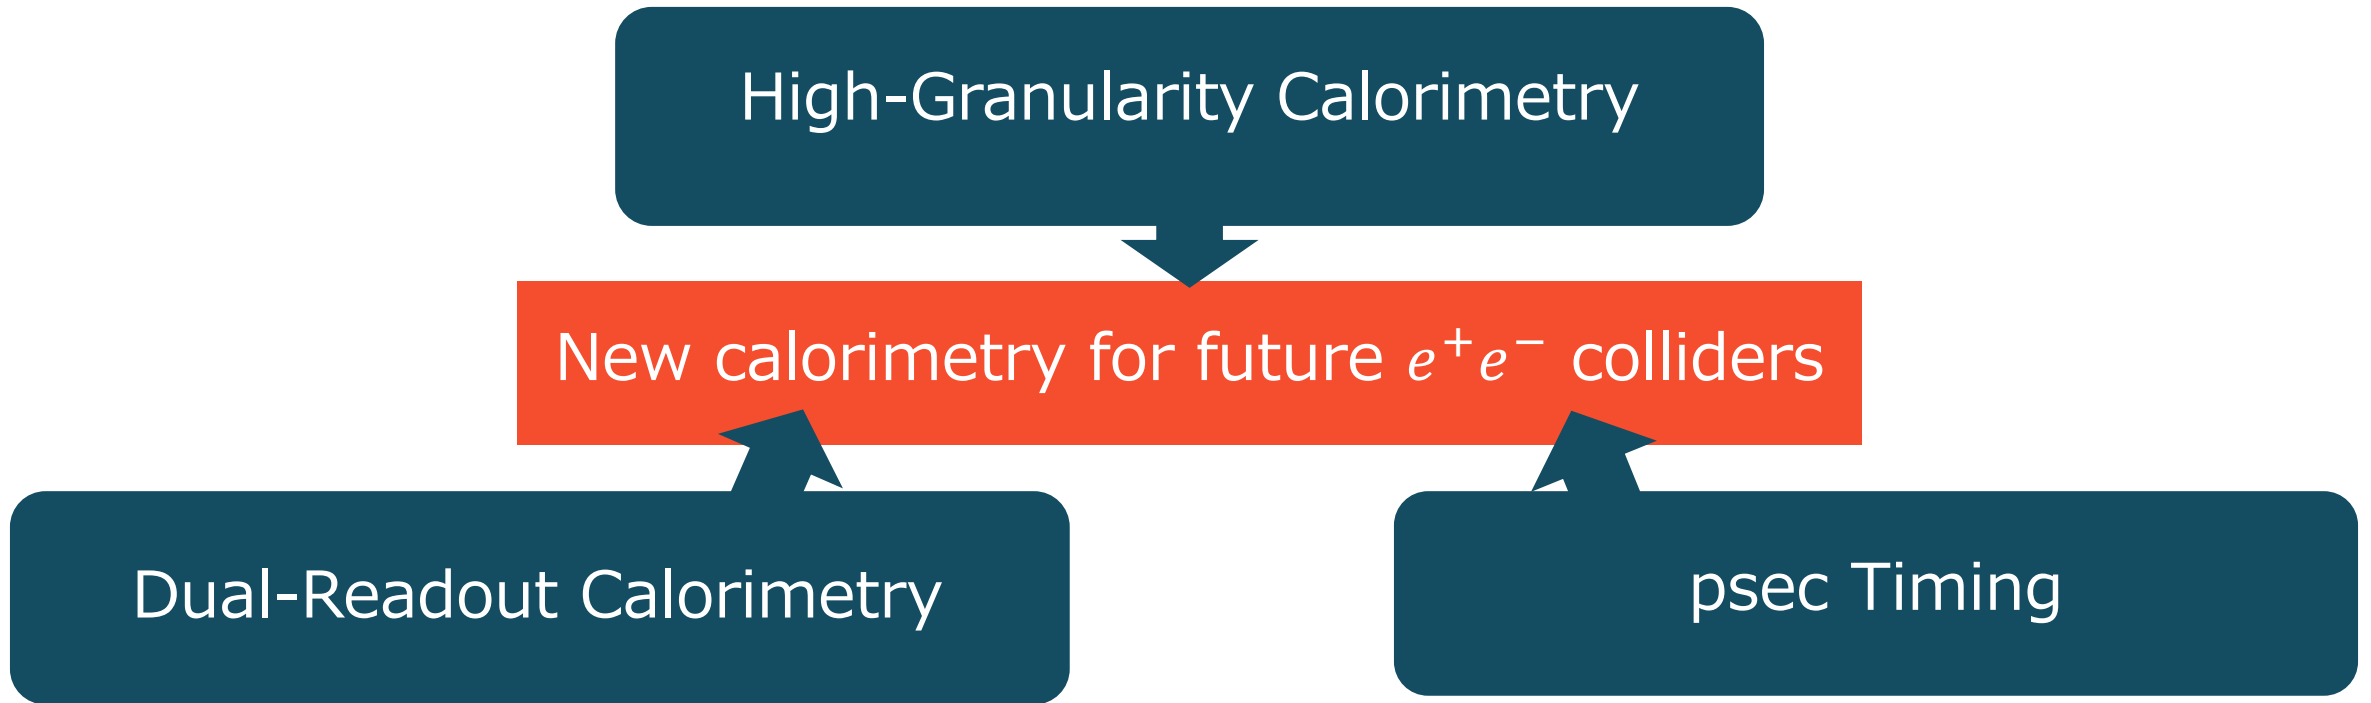 High-Granularity Calorimetry
New calorimetry for future e⁺e⁻ colliders
Dual-Readout Calorimetry
psec Timing